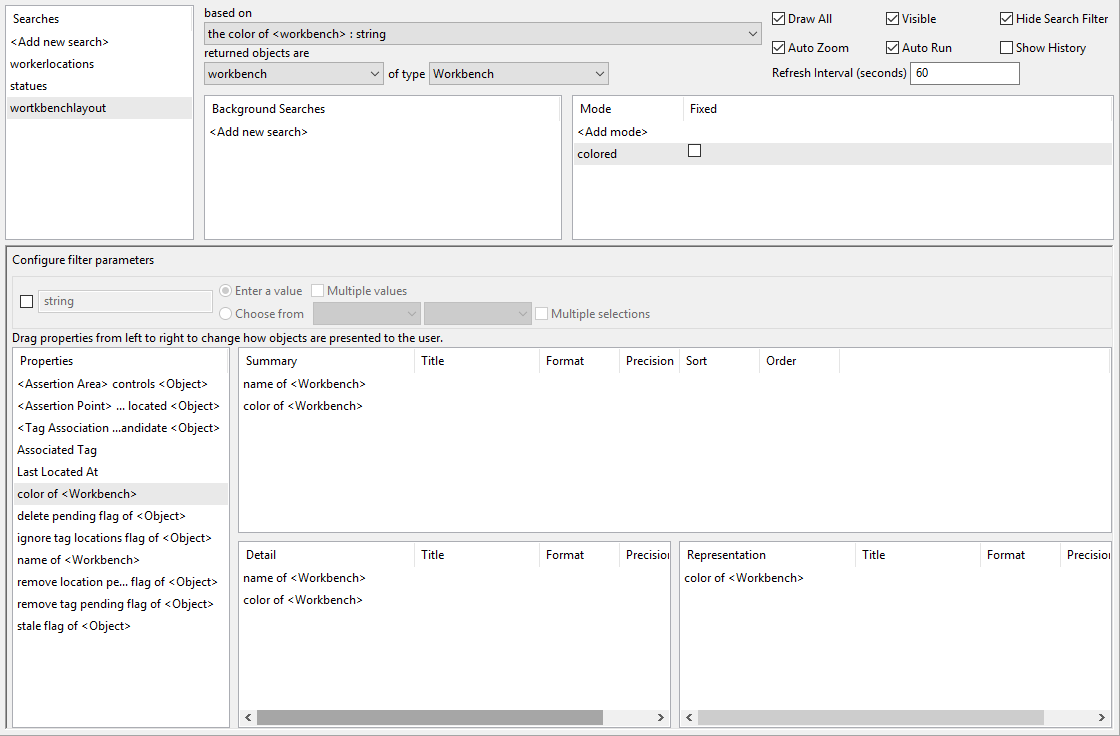 Searches
<Add new search>
workerlocations
statues
wortkbenchlayout
based on
the color of <workbench> : string
returned objects are
workbench
of type
Workbench
Draw All
Visible
Hide Search Filter
Auto Zoom
Auto Run
Show History
Refresh Interval (seconds)
60
Background Searches
<Add new search>
Mode
Fixed
<Add mode>
colored
Configure filter parameters
string
Enter a value
Multiple values
Choose from
Multiple selections
Drag properties from left to right to change how objects are presented to the user.
Properties
<Assertion Area> controls <Object>
<Assertion Point> ... located <Object>
<Tag Association ...andidate <Object>
Associated Tag
Last Located At
color of <Workbench>
delete pending flag of <Object>
ignore tag locations flag of <Object>
name of <Workbench>
remove location pe... flag of <Object>
remove tag pending flag of <Object>
stale flag of <Object>
Summary
Title
Format
Precision
Sort
Order
name of <Workbench>
color of <Workbench>
Detail
Title
Format
Precision
name of <Workbench>
color of <Workbench>
Representation
Title
Format
Precision
color of <Workbench>